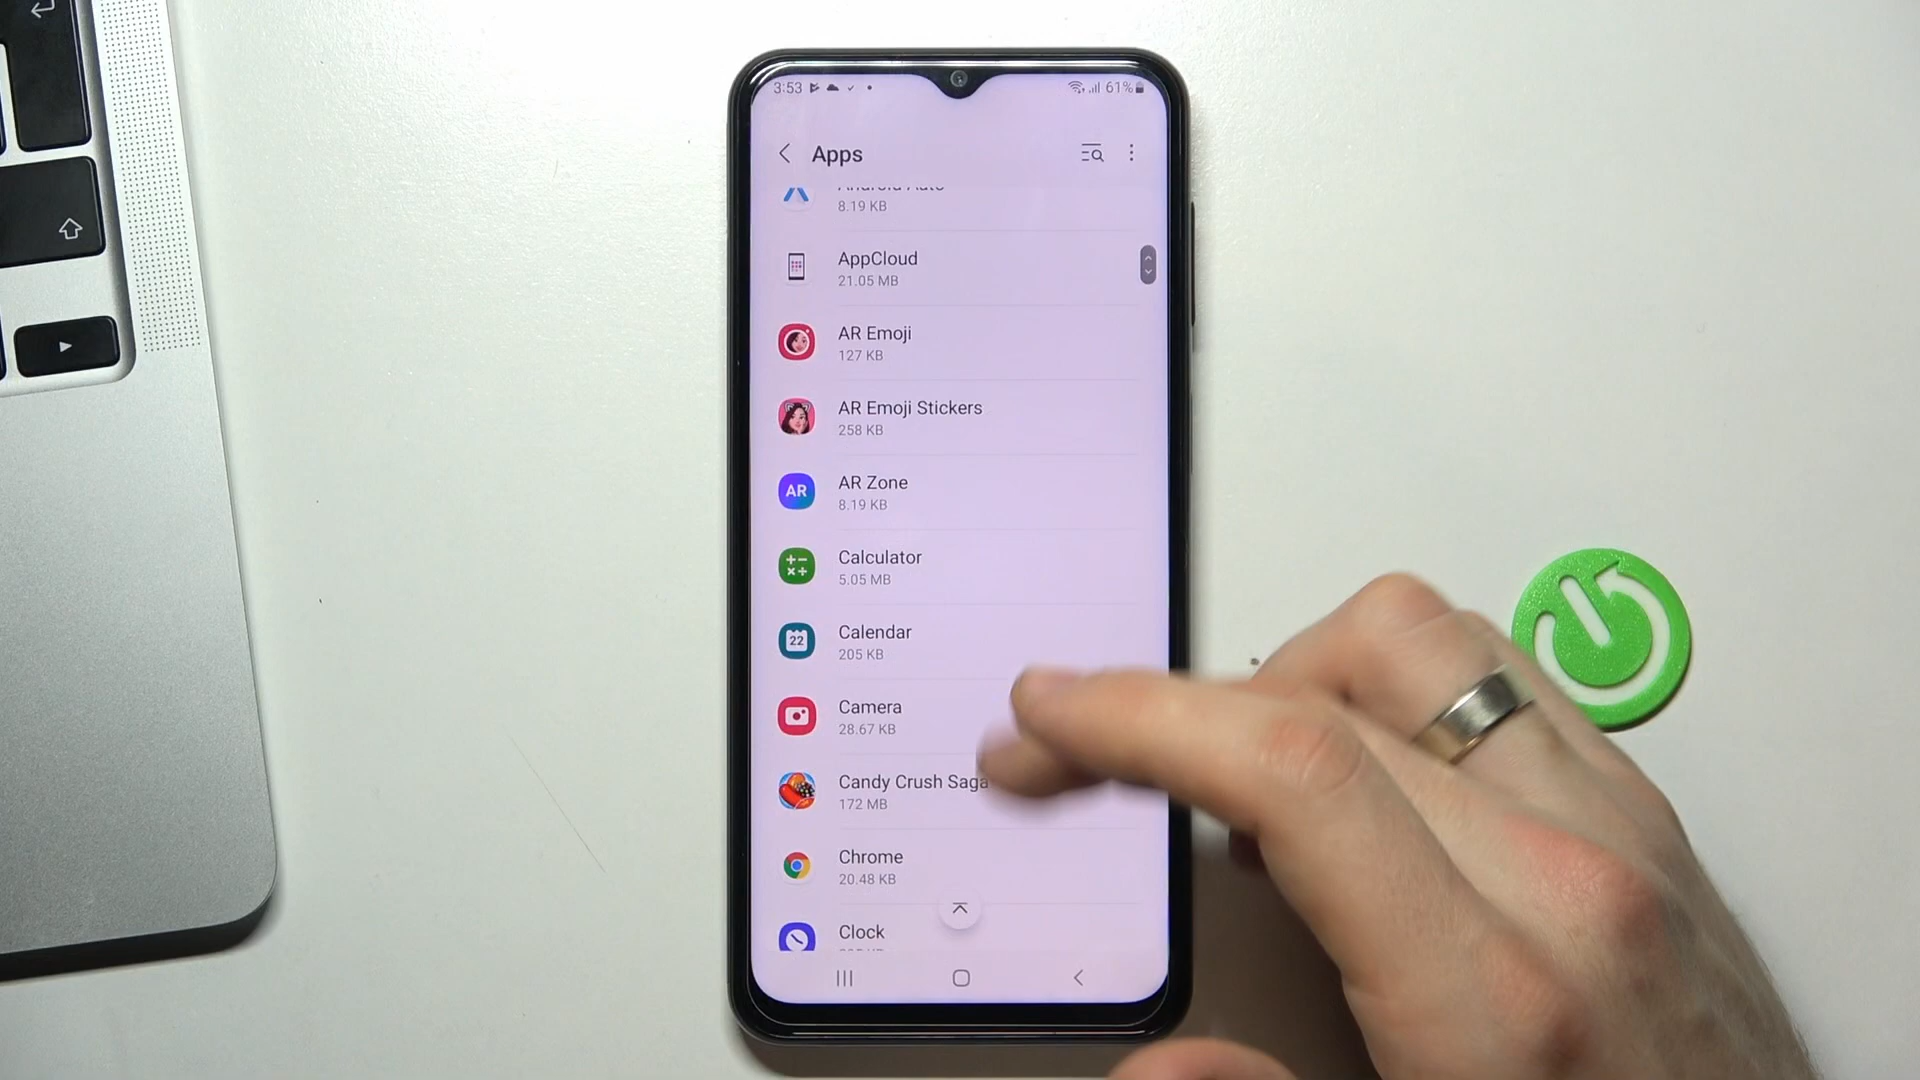 3:53
61%
Apps
Android Auto
8.19 KB
AppCloud
21.05 MB
AR Emoji
127 KB
AR Emoji Stickers
258 KB
AR
AR Zone
8.19 KB
Calculator
5.05 MB
22
Calendar
205 KB
Camera
28.67 KB
Candy Crush Saga
172 MB
Chrome
20.48 KB
Clock